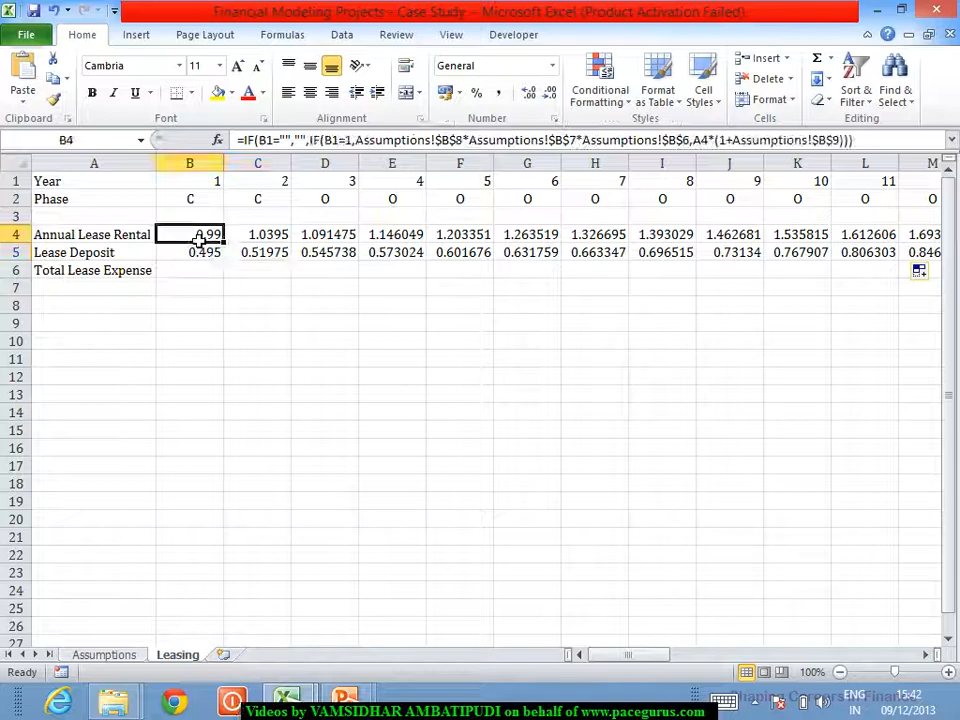 Financial Modeling Projects - Case Study - Microsoft Excel (Product Activation Failed)
File Home Insert Page Layout Formulas Data Review View Developer
Paste
Cambria 11
B I U A
General
Conditional Formatting
Format as Table
Cell Styles
Insert
Delete
Format
Sort & Filter
Find & Select
Clipboard Font Alignment Number Styles Cells Editing
B4 fx =IF(B1="","",IF(B1=1,Assumptions!$B$8*Assumptions!$B$7*Assumptions!$B$6,A4*(1+Assumptions!$B$9)))
A B C D E F G H I J K L M
1 Year 1 2 3 4 5 6 7 8 9 10 11
2 Phase C C O O O O O O O O O O
3
4 Annual Lease Rental 0.99 1.0395 1.091475 1.146049 1.203351 1.263519 1.326695 1.393029 1.462681 1.535815 1.612606 1.693
5 Lease Deposit 0.495 0.51975 0.545738 0.573024 0.601676 0.631759 0.663347 0.696515 0.73134 0.767907 0.806303 0.846
6 Total Lease Expense
7
8
9
10
11
12
13
14
15
16
17
18
19
20
21
22
23
24
25
26
27
Assumptions Leasing
Ready 100%
ENG 15:42
IN 09/12/2013
Videos by VAMSIDHAR AMBATIPUDI on behalf of www.pacegurus.com